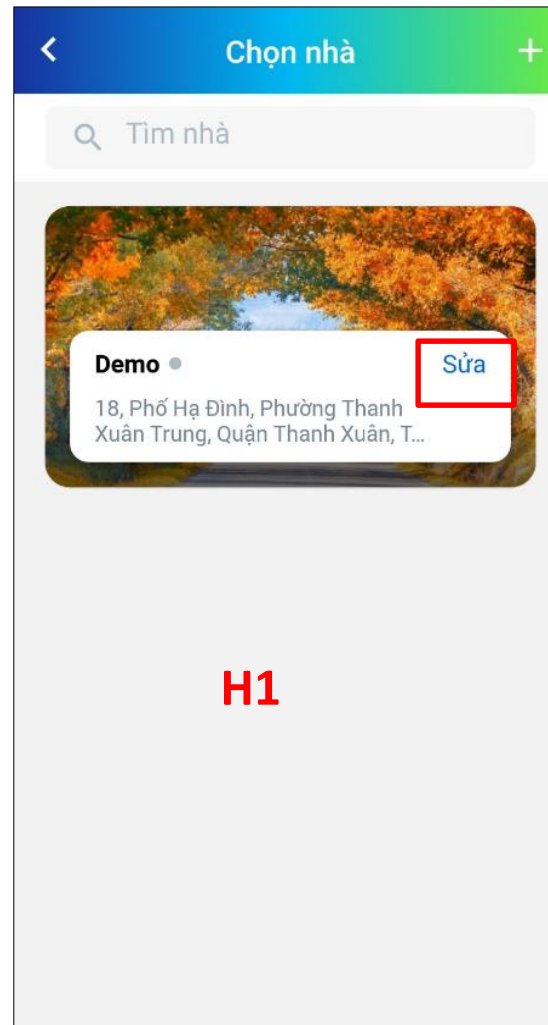 Chọn nhà
Tìm nhà
Demo
Sửa
18, Phố Hạ Đình, Phường Thanh
Xuân Trung, Quận Thanh Xuân, T...
H1